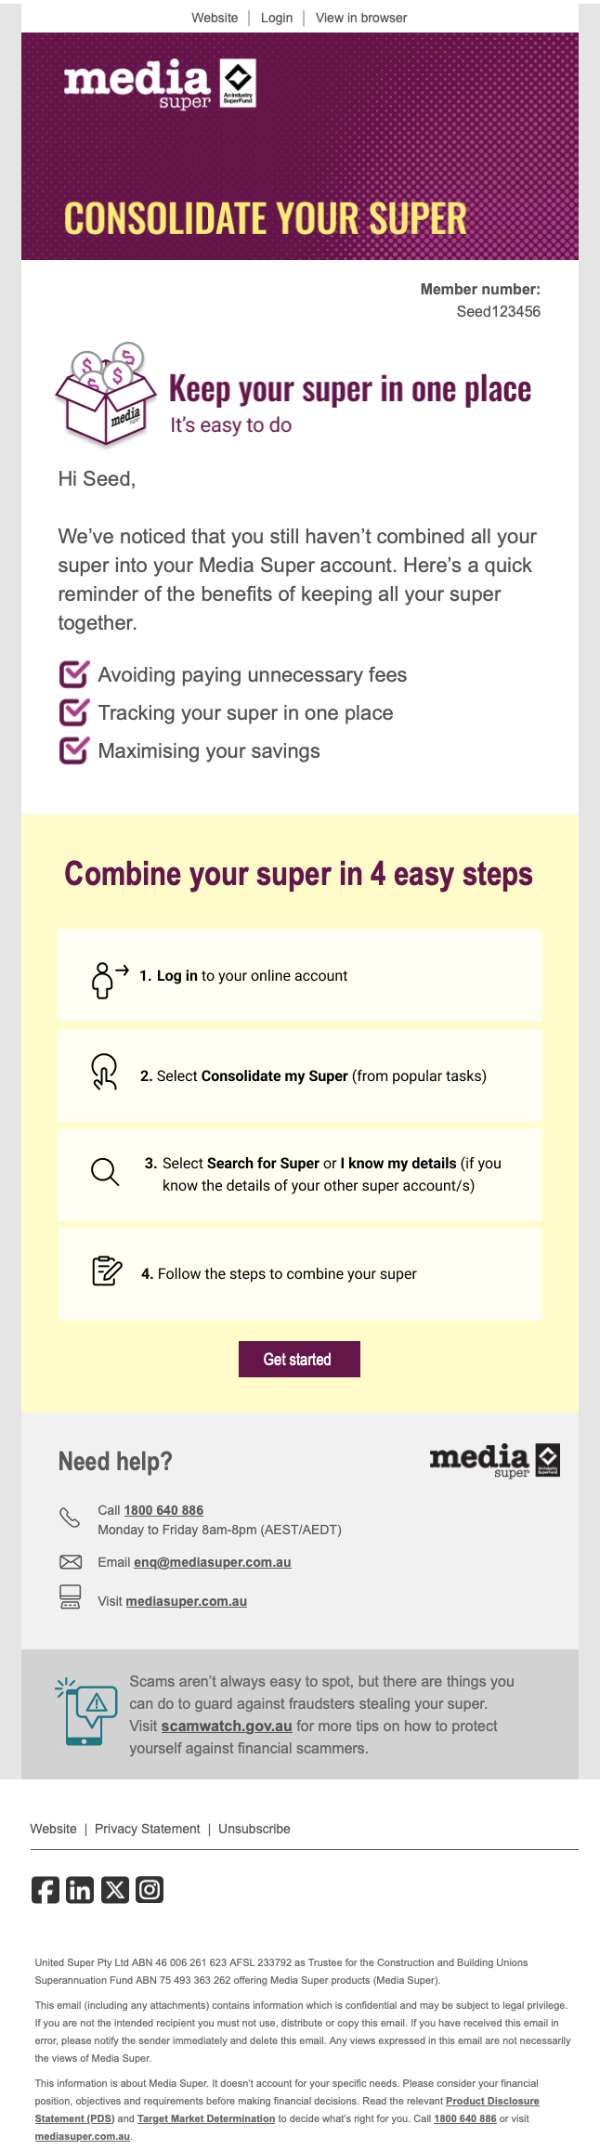 Website | Login | View in browser
media
super
An Industry
SuperFund
CONSOLIDATE YOUR SUPER
Member number:
Seed123456
media
super
Keep your super in one place
It's easy to do
Hi Seed,
We've noticed that you still haven't combined all your
super into your Media Super account. Here's a quick
reminder of the benefits of keeping all your super
together.
Avoiding paying unnecessary fees
Tracking your super in one place
Maximising your savings
Combine your super in 4 easy steps
1. Log in to your online account
2. Select Consolidate my Super (from popular tasks)
3. Select Search for Super or I know my details (if you
know the details of your other super account/s)
4. Follow the steps to combine your super
Get started
Need help?
media
super
An Industry
SuperFund
Call 1800 640 886
Monday to Friday 8am-8pm (AEST/AEDT)
Email enq@mediasuper.com.au
Visit mediasuper.com.au
Scams aren't always easy to spot, but there are things you
can do to guard against fraudsters stealing your super.
Visit scamwatch.gov.au for more tips on how to protect
yourself against financial scammers.
Website | Privacy Statement | Unsubscribe
United Super Pty Ltd ABN 46 006 261 623 AFSL 233792 as Trustee for the Construction and Building Unions
Superannuation Fund ABN 75 493 363 262 offering Media Super products (Media Super).
This email (including any attachments) contains information which is confidential and may be subject to legal privilege.
If you are not the intended recipient you must not use, distribute or copy this email. If you have received this email in
error, please notify the sender immediately and delete this email. Any views expressed in this email are not necessarily
the views of Media Super.
This information is about Media Super. It doesn't account for your specific needs. Please consider your financial
position, objectives and requirements before making financial decisions. Read the relevant Product Disclosure
Statement (PDS) and Target Market Determination to decide what's right for you. Call 1800 640 886 or visit
mediasuper.com.au.